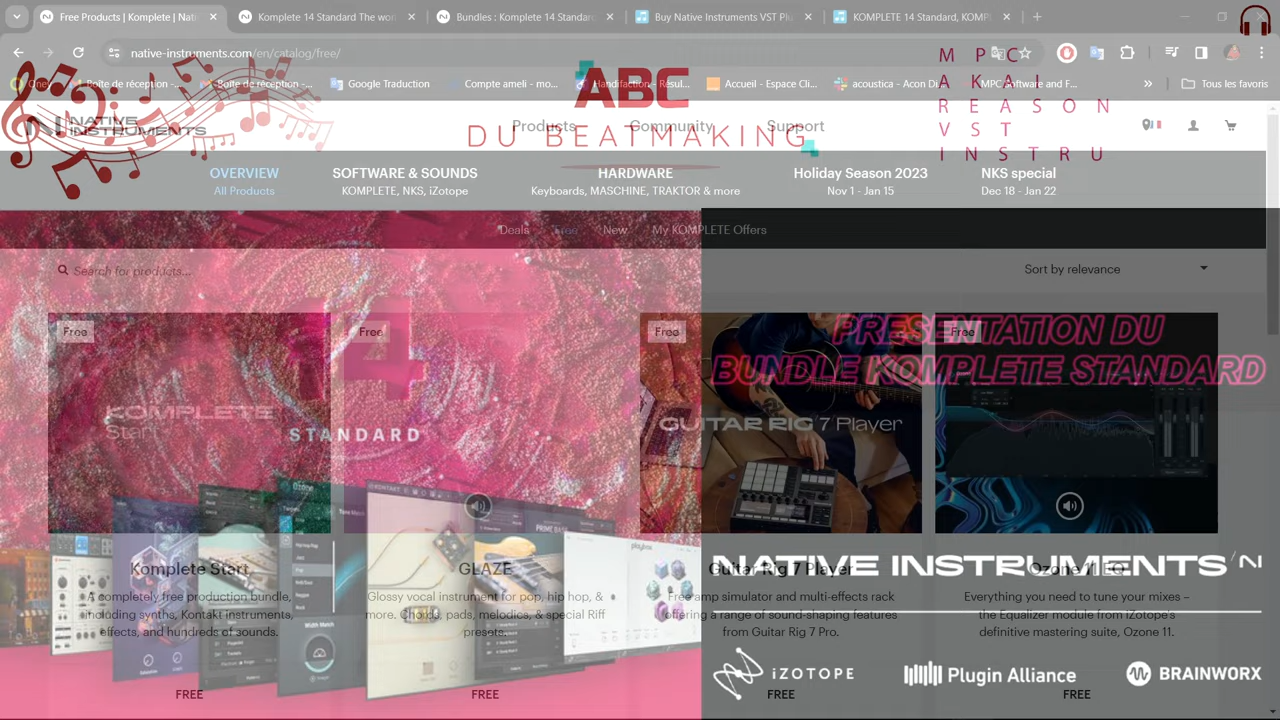 Free Products | Komplete | Nati
Komplete 14 Standard The wor
Bundles : Komplete 14 Standard
Buy Native Instruments VST Plu
KOMPLETE 14 Standard, KOMP
native-instruments.com/en/catalog/free/
Boîte de réception -...
Boîte de réception -...
Google Traduction
Compte ameli - mo...
Handifaction - Résul...
Accueil - Espace Cli...
acoustica - Acon Di
MPC Software and F...
Tous les favoris
M P C
A K A I
R E A S O N
V S T
I N S T R U
ABC
DU BEATMAKING
NATIVE
INSTRUMENTS
Products
Community
Support
OVERVIEW
All Products
SOFTWARE & SOUNDS
KOMPLETE, NKS, iZotope
HARDWARE
Keyboards, MASCHINE, TRAKTOR & more
Holiday Season 2023
Nov 1 - Jan 15
NKS special
Dec 18 - Jan 22
Deals
Free
New
My KOMPLETE Offers
Search for products...
Sort by relevance
Free
Free
Free
Free
PRESENTATION DU
BUNDLE KOMPLETE STANDARD
14
KOMPLETE
Start
STANDARD
GUITAR RIG 7 Player
Ozone
PRIME BASS
playbox
Width Match
NATIVE INSTRUMENTS
Komplete Start
A completely free production bundle,
including synths, Kontakt instruments,
effects, and hundreds of sounds.
FREE
GLAZE
Glossy vocal instrument for pop, hip hop, &
more. Chords, pads, melodics, & special Riff
presets.
FREE
Guitar Rig 7 Player
Free amp simulator and multi-effects rack
offering a range of sound-shaping features
from Guitar Rig 7 Pro.
FREE
Ozone 11 EQ
Everything you need to tune your mixes –
the Equalizer module from iZotope's
definitive mastering suite, Ozone 11.
FREE
iZOTOPE
Plugin Alliance
BRAINWORX